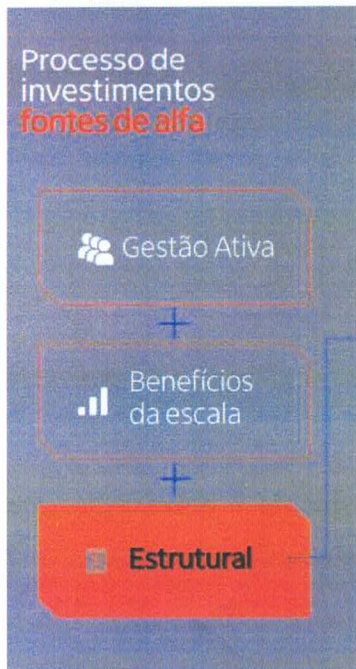 Processo de
investimentos
fontes de alfa
Gestão Ativa
+
Benefícios
da escala
+
Estrutural